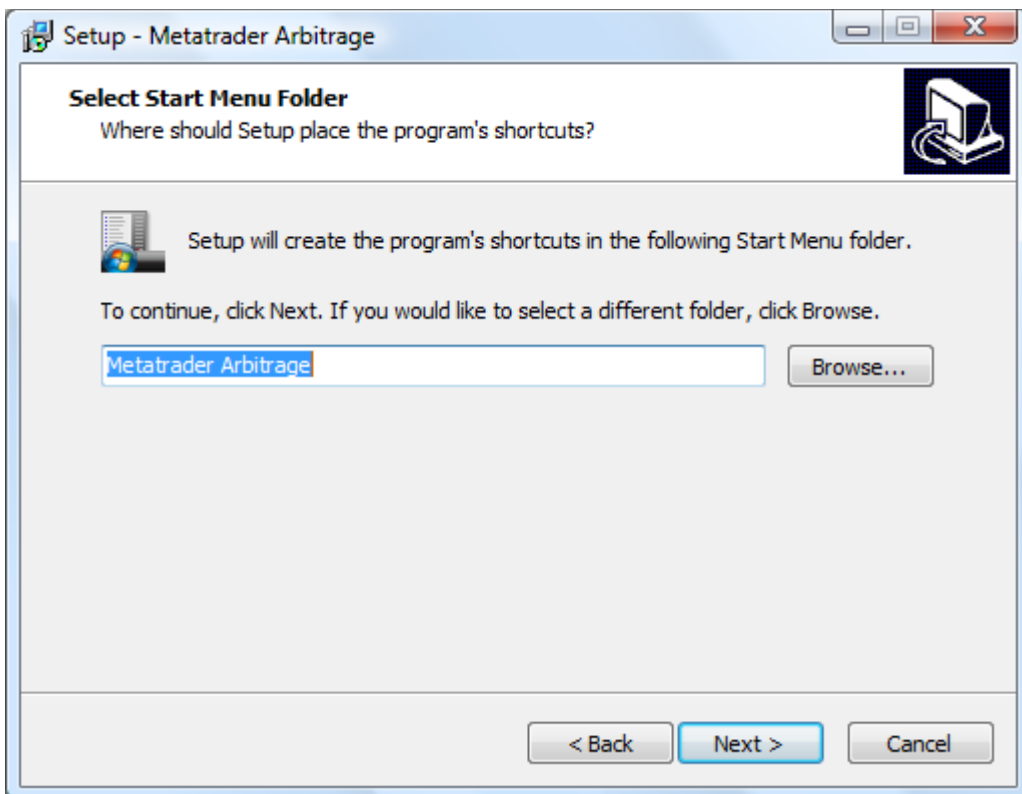 Setup - Metatrader Arbitrage
Select Start Menu Folder
Where should Setup place the program's shortcuts?
Setup will create the program's shortcuts in the following Start Menu folder.
To continue, click Next. If you would like to select a different folder, click Browse.
Metatrader Arbitrage
Browse...
< Back
Next >
Cancel